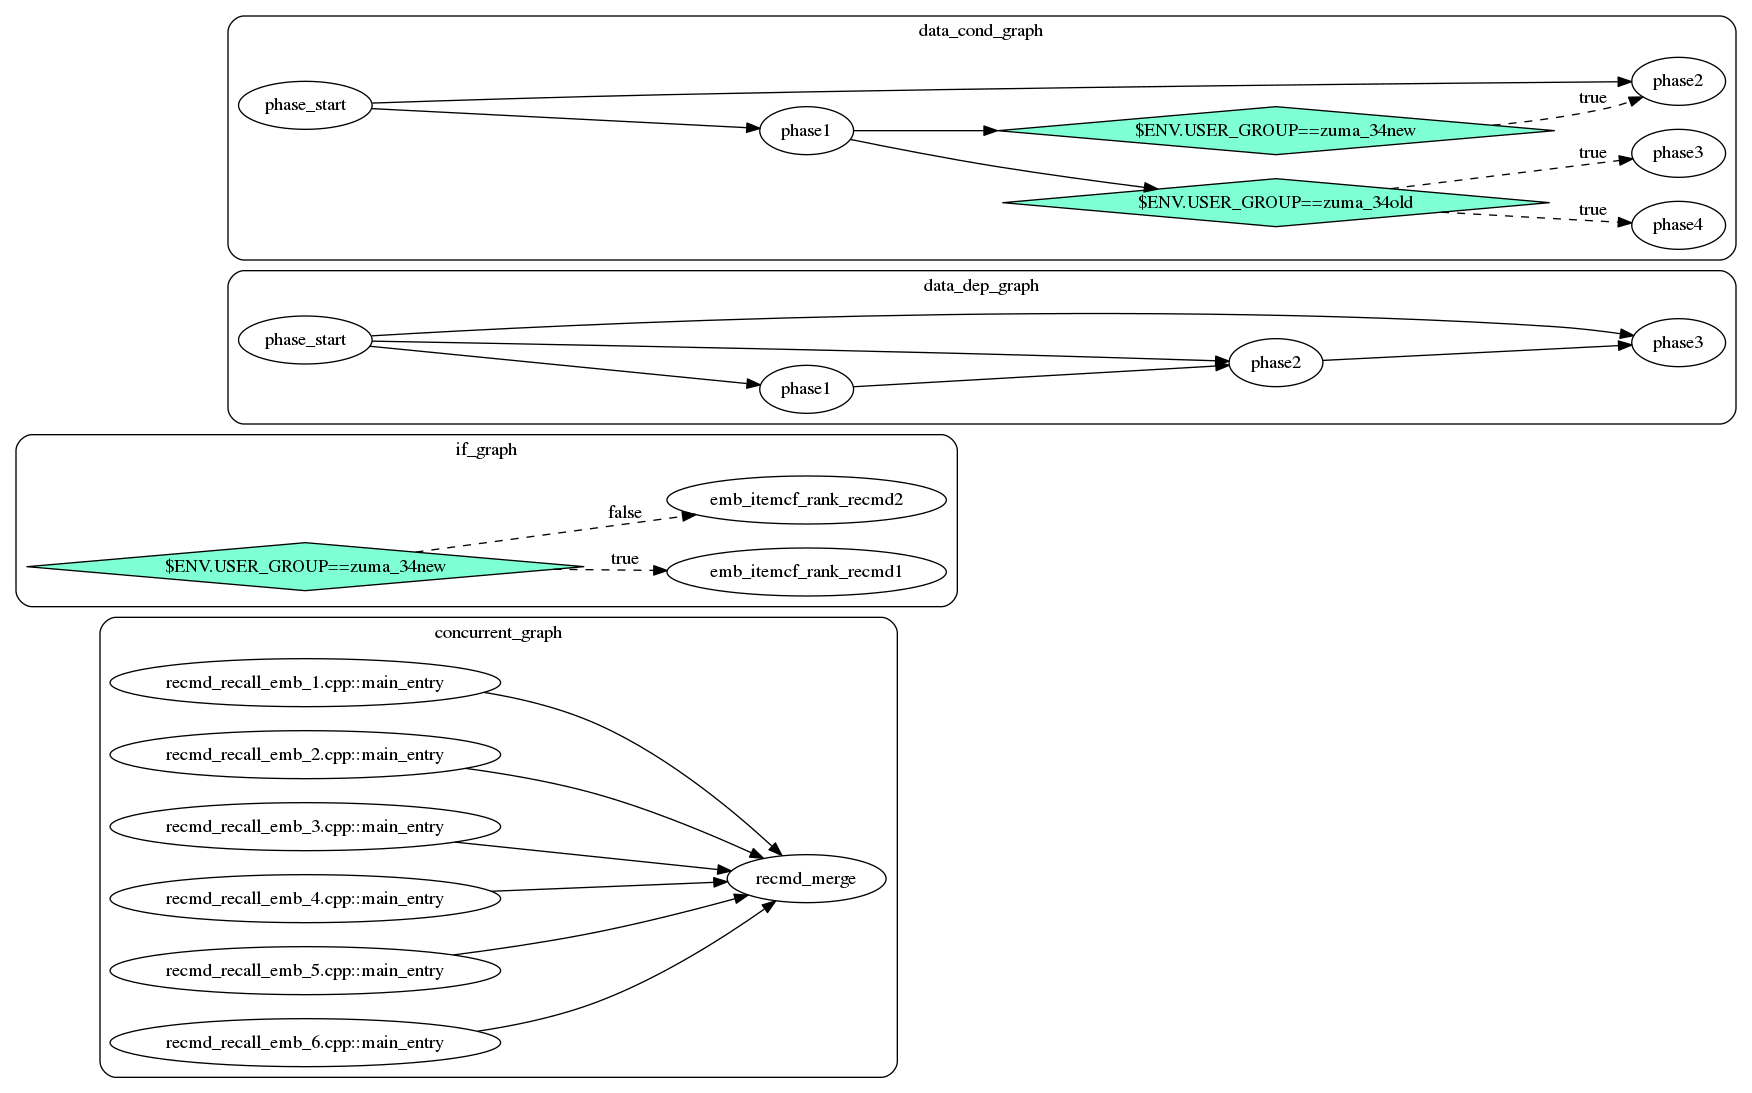 data_cond_graph
phase_start
phase1
$ENV.USER_GROUP==zuma_34new
true
phase2
true
phase3
$ENV.USER_GROUP==zuma_34old
true
phase4
data_dep_graph
phase_start
phase1
phase2
phase3
if_graph
emb_itemcf_rank_recmd2
false
$ENV.USER_GROUP==zuma_34new
true
emb_itemcf_rank_recmd1
concurrent_graph
recmd_recall_emb_1.cpp::main_entry
recmd_recall_emb_2.cpp::main_entry
recmd_recall_emb_3.cpp::main_entry
recmd_merge
recmd_recall_emb_4.cpp::main_entry
recmd_recall_emb_5.cpp::main_entry
recmd_recall_emb_6.cpp::main_entry